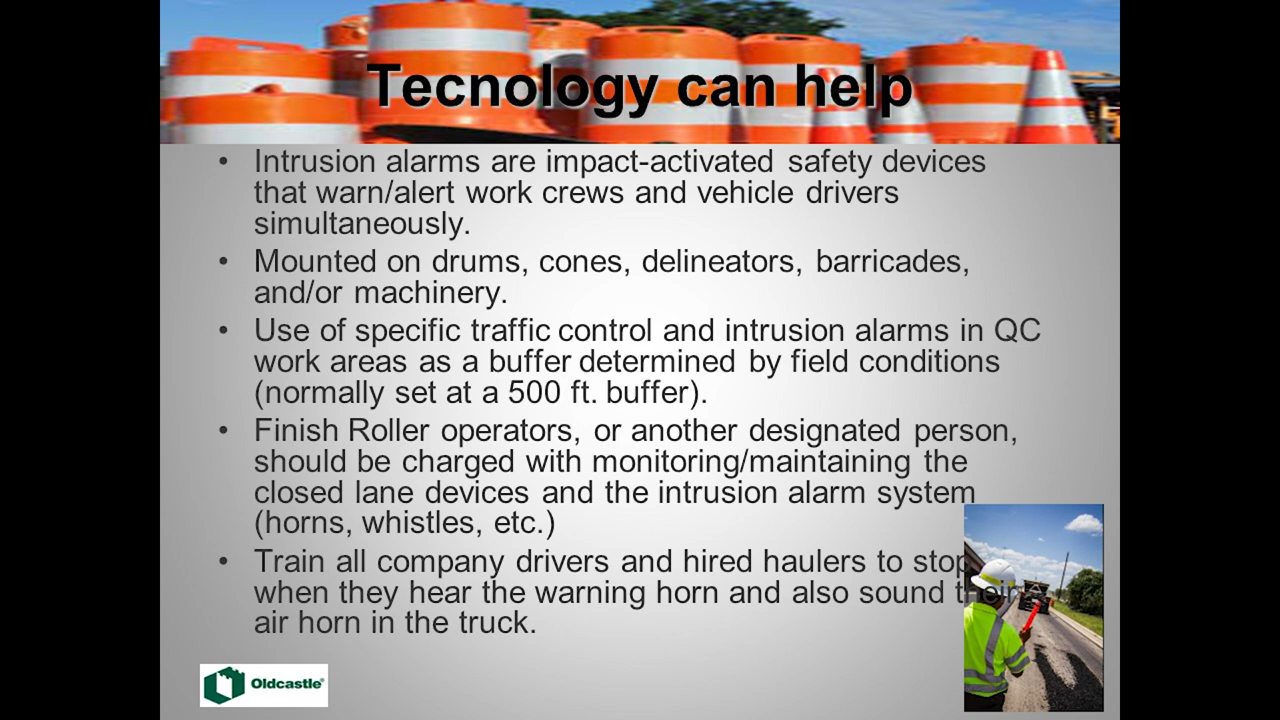 Tecnology can help
• Intrusion alarms are impact-activated safety devices
that warn/alert work crews and vehicle drivers
simultaneously.
• Mounted on drums, cones, delineators, barricades,
and/or machinery.
• Use of specific traffic control and intrusion alarms in QC
work areas as a buffer determined by field conditions
(normally set at a 500 ft. buffer).
• Finish Roller operators, or another designated person,
should be charged with monitoring/maintaining the
closed lane devices and the intrusion alarm system
(horns, whistles, etc.)
• Train all company drivers and hired haulers to stop
when they hear the warning horn and also sound their
air horn in the truck.
Oldcastle®